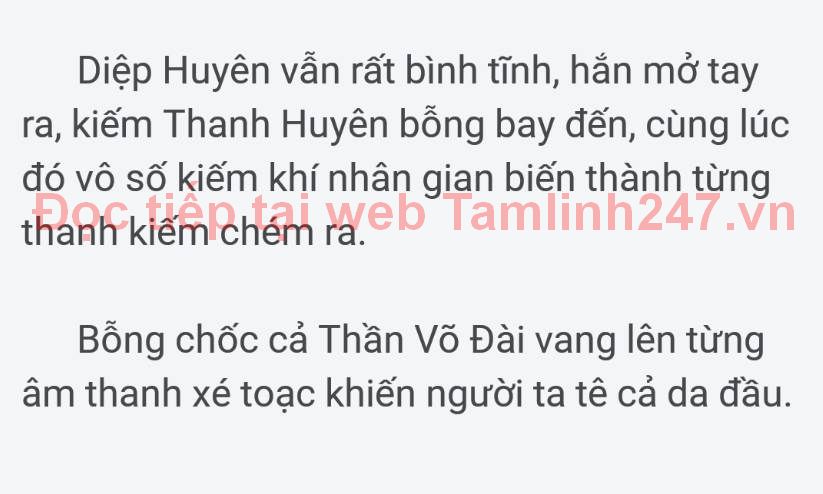 Diệp Huyên vẫn rất bình tĩnh, hắn mở tay
ra, kiếm Thanh Huyên bỗng bay đến, cùng lúc
đó vô số kiếm khí nhân gian biến thành từng
Đọc tiếp tại web Tamlinh247.vn
thanh kiếm chém ra.
Bỗng chốc cả Thần Võ Đài vang lên từng
âm thanh xé toạc khiến người ta tê cả da đầu.